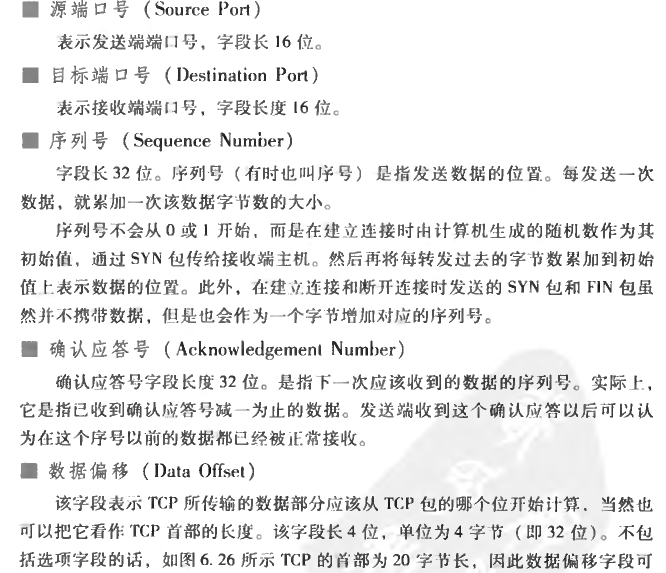 ■ 源端口号（Source Port）
表示发送端端口号，字段长 16 位。
■ 目标端口号（Destination Port）
表示接收端端口号，字段长度 16 位。
■ 序列号（Sequence Number）
字段长 32 位。序列号（有时也叫序号）是指发送数据的位置。每发送一次
数据，就累加一次该数据字节数的大小。
序列号不会从 0 或 1 开始，而是在建立连接时由计算机生成的随机数作为其
初始值，通过 SYN 包传给接收端主机。然后再将每转发过去的字节数累加到初始
值上表示数据的位置。此外，在建立连接和断开连接时发送的 SYN 包和 FIN 包虽
然并不携带数据，但是也会作为一个字节增加对应的序列号。
■ 确认应答号（Acknowledgement Number）
确认应答号字段长度 32 位。是指下一次应该收到的数据的序列号。实际上，
它是指已收到确认应答号减一为止的数据。发送端收到这个确认应答以后可以认
为在这个序号以前的数据都已经被正常接收。
■ 数据偏移（Data Offset）
该字段表示 TCP 所传输的数据部分应该从 TCP 包的哪个位开始计算，当然也
可以把它看作 TCP 首部的长度。该字段长 4 位，单位为 4 字节（即 32 位）。不包
括选项字段的话，如图 6.26 所示 TCP 的首部为 20 字节长，因此数据偏移字段可